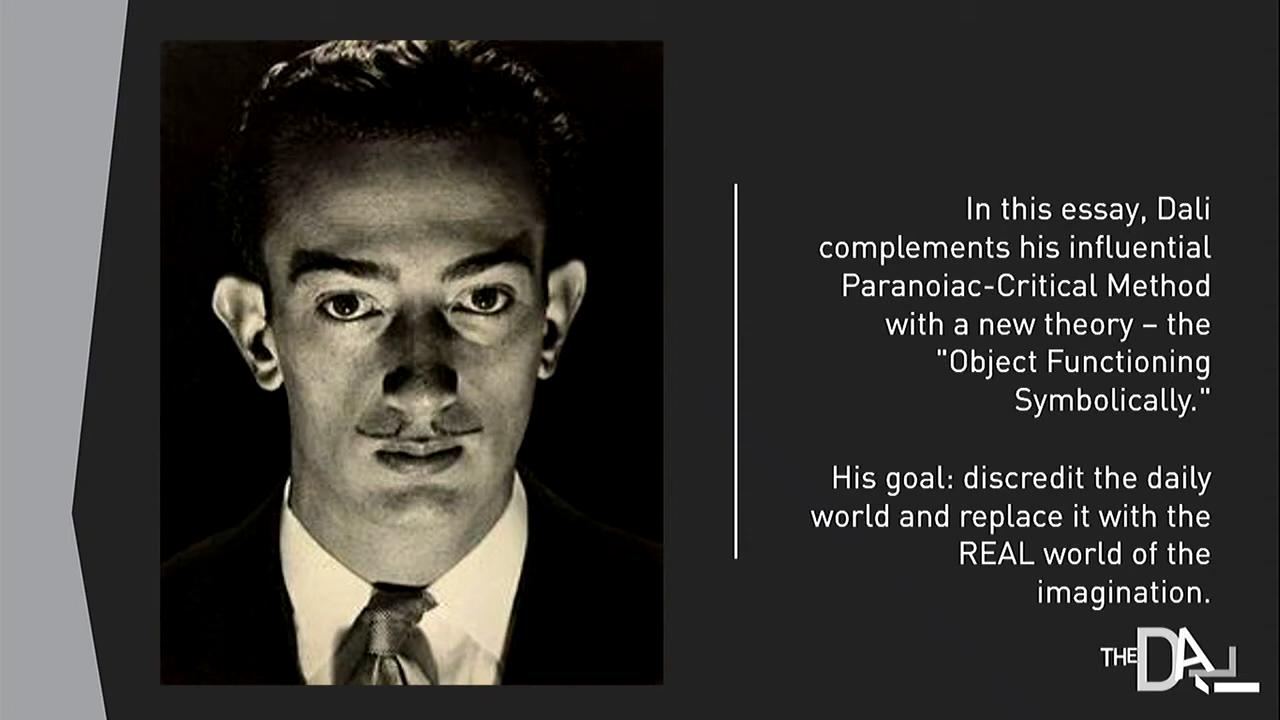 In this essay, Dali
complements his influential
Paranoiac-Critical Method
with a new theory – the
"Object Functioning
Symbolically."
His goal: discredit the daily
world and replace it with the
REAL world of the
imagination.
THE DALÍ